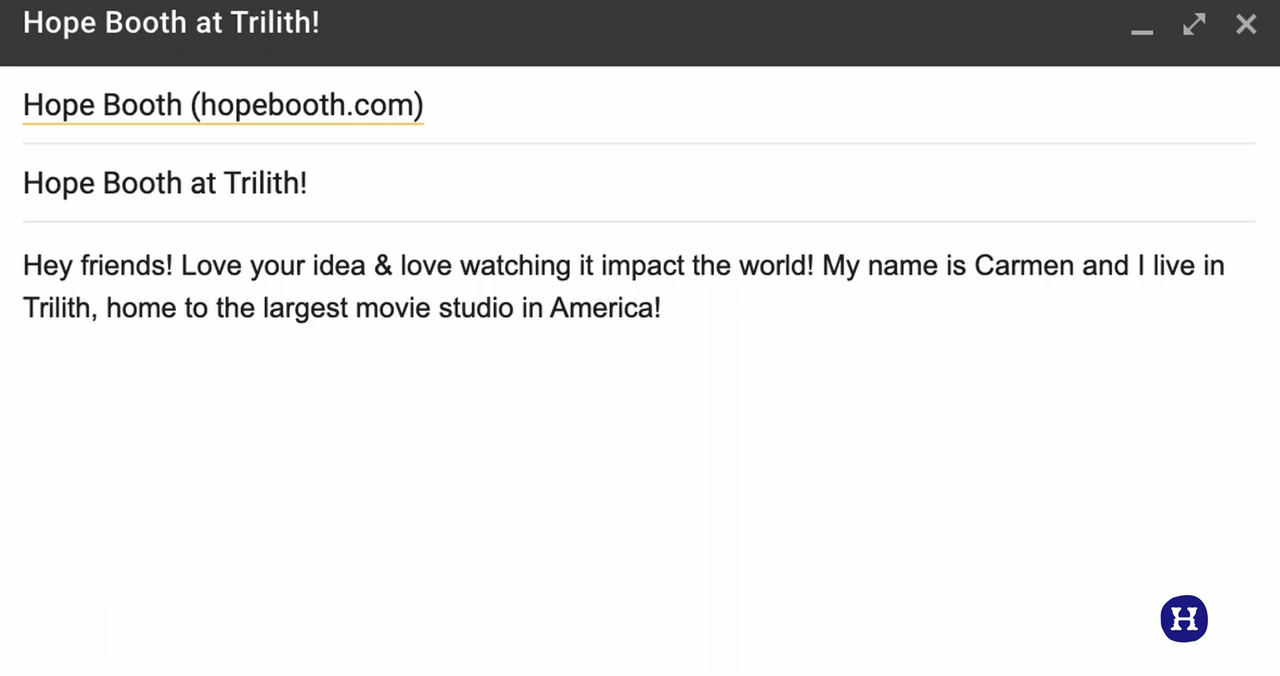 Hope Booth at Trilith!
Hope Booth (hopebooth.com)
Hope Booth at Trilith!
Hey friends! Love your idea & love watching it impact the world! My name is Carmen and I live in
Trilith, home to the largest movie studio in America!
H